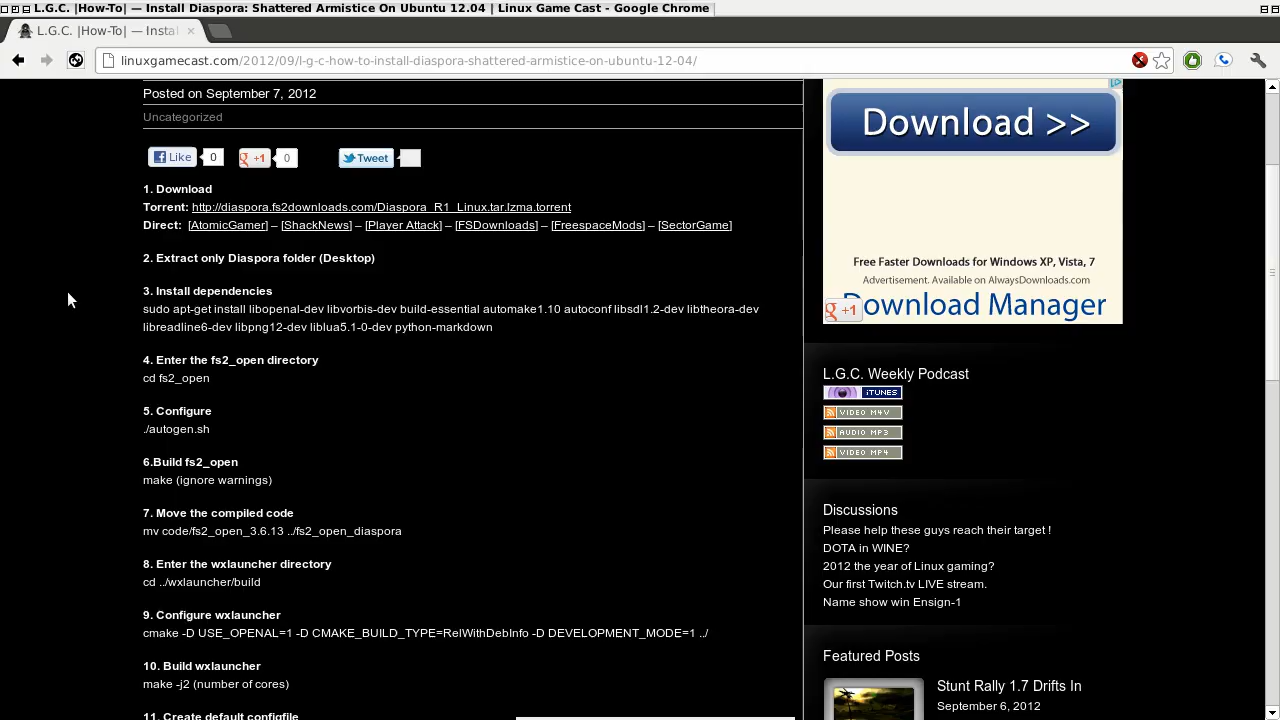 L.G.C. |How-To| — Install Diaspora: Shattered Armistice On Ubuntu 12.04 | Linux Game Cast - Google Chrome
L.G.C. |How-To| — Instal
linuxgamecast.com/2012/09/l-g-c-how-to-install-diaspora-shattered-armistice-on-ubuntu-12-04/
Posted on September 7, 2012
Uncategorized
Like 0
+1 0
Tweet
1. Download
Torrent: http://diaspora.fs2downloads.com/Diaspora_R1_Linux.tar.lzma.torrent
Direct: [AtomicGamer] – [ShackNews] – [Player Attack] – [FSDownloads] – [FreespaceMods] – [SectorGame]
2. Extract only Diaspora folder (Desktop)
3. Install dependencies
sudo apt-get install libopenal-dev libvorbis-dev build-essential automake1.10 autoconf libsdl1.2-dev libtheora-dev
libreadline6-dev libpng12-dev liblua5.1-0-dev python-markdown
4. Enter the fs2_open directory
cd fs2_open
5. Configure
./autogen.sh
6.Build fs2_open
make (ignore warnings)
7. Move the compiled code
mv code/fs2_open_3.6.13 ../fs2_open_diaspora
8. Enter the wxlauncher directory
cd ../wxlauncher/build
9. Configure wxlauncher
cmake -D USE_OPENAL=1 -D CMAKE_BUILD_TYPE=RelWithDebInfo -D DEVELOPMENT_MODE=1 ../
10. Build wxlauncher
make -j2 (number of cores)
11. Create default configfile
Download >>
Free Faster Downloads for Windows XP, Vista, 7
Advertisement. Available on AlwaysDownloads.com
Download Manager
+1
L.G.C. Weekly Podcast
iTUNES
VIDEO M4V
AUDIO MP3
VIDEO MP4
Discussions
Please help these guys reach their target !
DOTA in WINE?
2012 the year of Linux gaming?
Our first Twitch.tv LIVE stream.
Name show win Ensign-1
Featured Posts
Stunt Rally 1.7 Drifts In
September 6, 2012